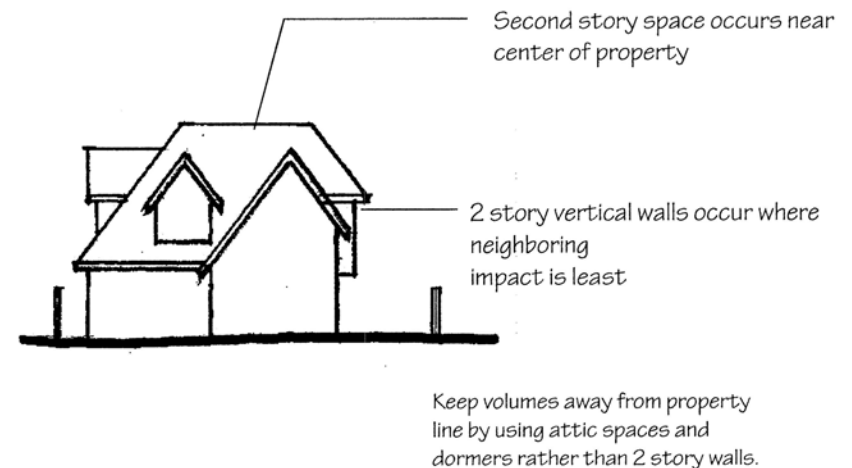 Second story space occurs near
center of property
2 story vertical walls occur where
neighboring
impact is least
Keep volumes away from property
line by using attic spaces and
dormers rather than 2 story walls.